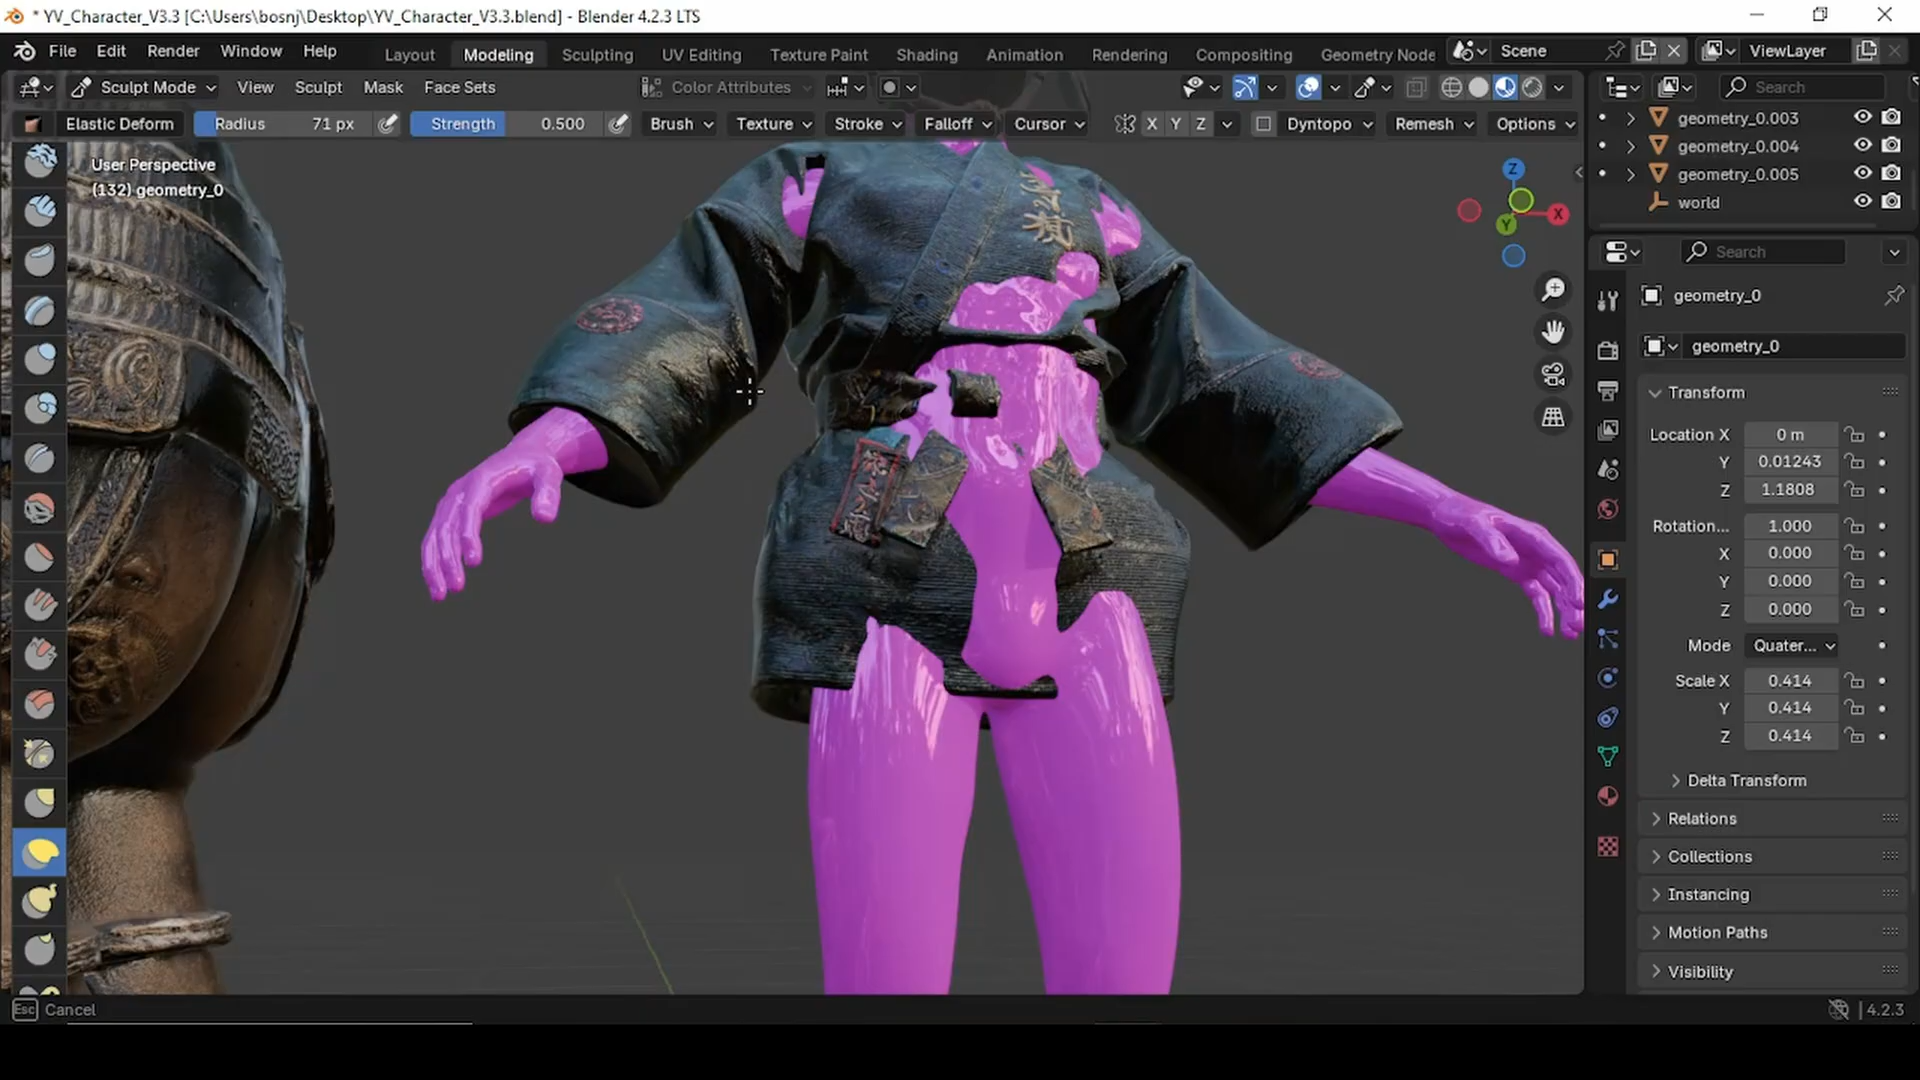 * YV_Character_V3.3 [C:\Users\bosnj\Desktop\YV_Character_V3.3.blend] - Blender 4.2.3 LTS
File Edit Render Window Help Layout Modeling Sculpting UV Editing Texture Paint Shading Animation Rendering Compositing Geometry Node Scene ViewLayer
Sculpt Mode View Sculpt Mask Face Sets Color Attributes Search
Elastic Deform Radius 71 px Strength 0.500 Brush Texture Stroke Falloff Cursor X Y Z Dyntopo Remesh Options
geometry_0.003
geometry_0.004
geometry_0.005
world
User Perspective
(132) geometry_0
Z
X
Y
Search
geometry_0
geometry_0
Transform
Location X 0 m
Y 0.01243
Z 1.1808
Rotation... 1.000
X 0.000
Y 0.000
Z 0.000
Mode Quater...
Scale X 0.414
Y 0.414
Z 0.414
Delta Transform
Relations
Collections
Instancing
Motion Paths
Visibility
Esc Cancel
4.2.3